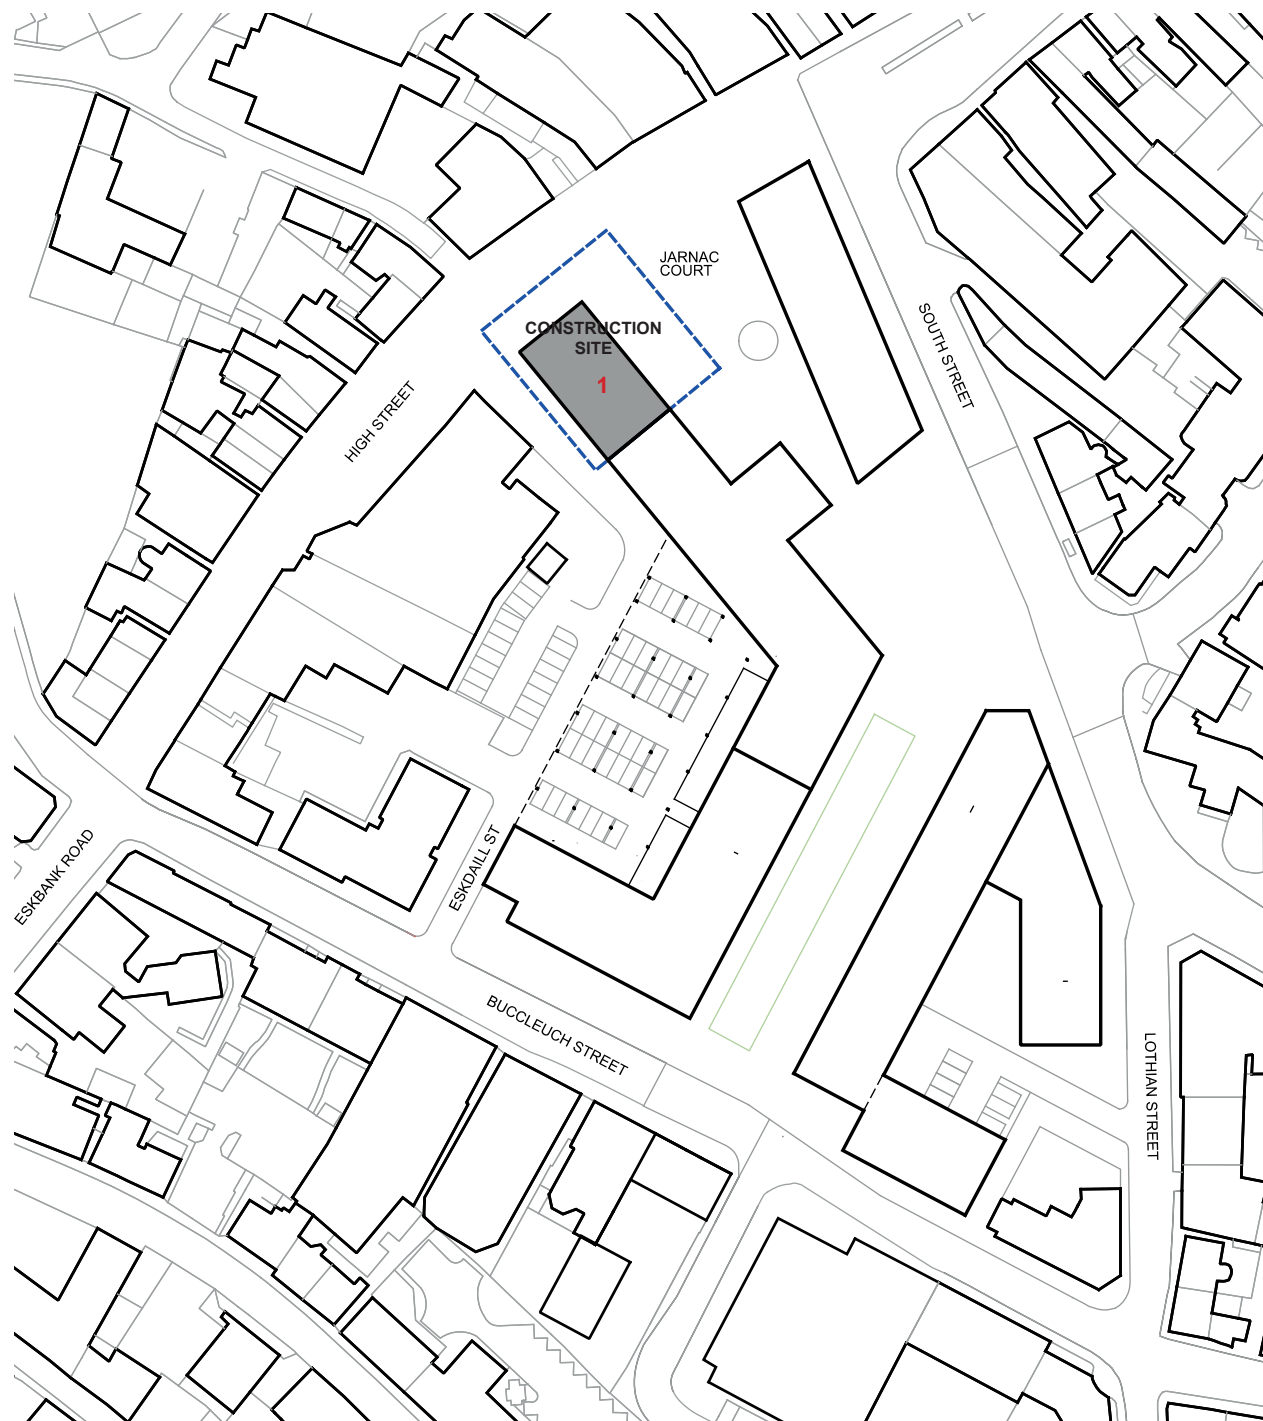 JARNAC
COURT
CONSTRUCTION
SITE
1
SOUTH STREET
HIGH STREET
ESKBANK ROAD
ESKDAILL ST
BUCCLEUCH STREET
LOTHIAN STREET